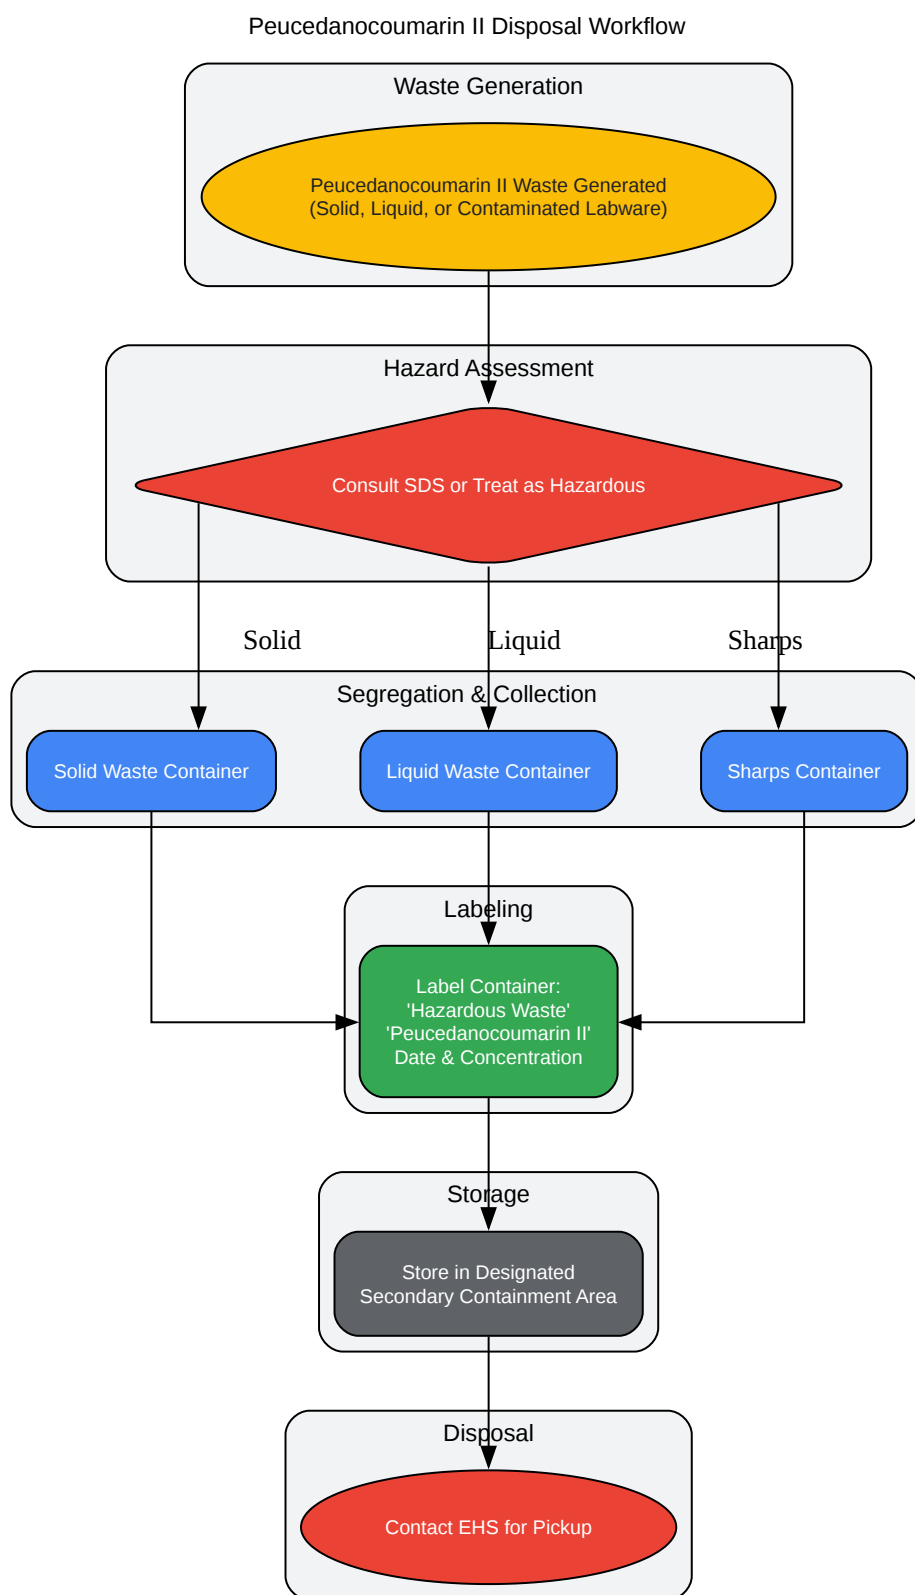 Peucedanocoumarin II Disposal Workflow
Waste Generation
Peucedanocoumarin II Waste Generated
(Solid, Liquid, or Contaminated Labware)
Hazard Assessment
Consult SDS or Treat as Hazardous
Solid
Liquid
Sharps
Segregation & Collection
Solid Waste Container
Liquid Waste Container
Sharps Container
Labeling
Label Container:
'Hazardous Waste'
'Peucedanocoumarin II'
Date & Concentration
Storage
Store in Designated
Secondary Containment Area
Disposal
Contact EHS for Pickup